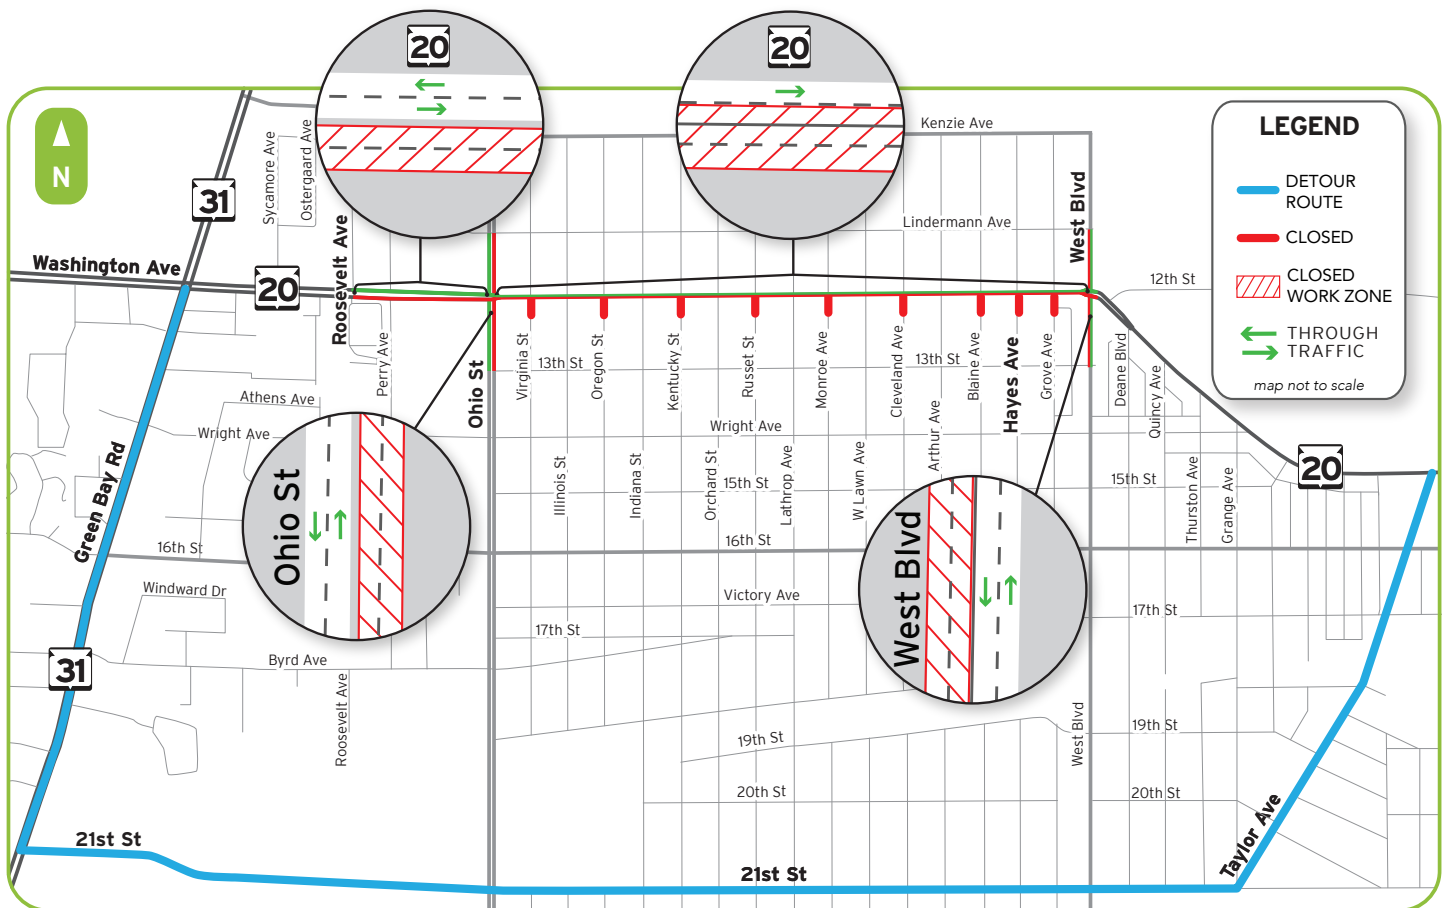 20
20
LEGEND
DETOUR
ROUTE
CLOSED
CLOSED
WORK ZONE
THROUGH
TRAFFIC
map not to scale
N
31
Sycamore Ave
Ostergaard Ave
Kenzie Ave
Lindermann Ave
Roosevelt Ave
West Blvd
Washington Ave
20
12th St
Perry Ave
Ohio St
Virginia St
13th St
Oregon St
Kentucky St
Russet St
Monroe Ave
Cleveland Ave
13th St
Blaine Ave
Hayes Ave
Grove Ave
Deane Blvd
Quincy Ave
Athens Ave
Wright Ave
Wright Ave
Arthur Ave
Green Bay Rd
Illinois St
Indiana St
Orchard St
15th St
Lathrop Ave
W Lawn Ave
15th St
Thurston Ave
Grange Ave
20
Ohio St
West Blvd
16th St
16th St
Windward Dr
Victory Ave
17th St
17th St
31
Byrd Ave
Roosevelt Ave
19th St
West Blvd
19th St
20th St
20th St
21st St
21st St
Taylor Ave